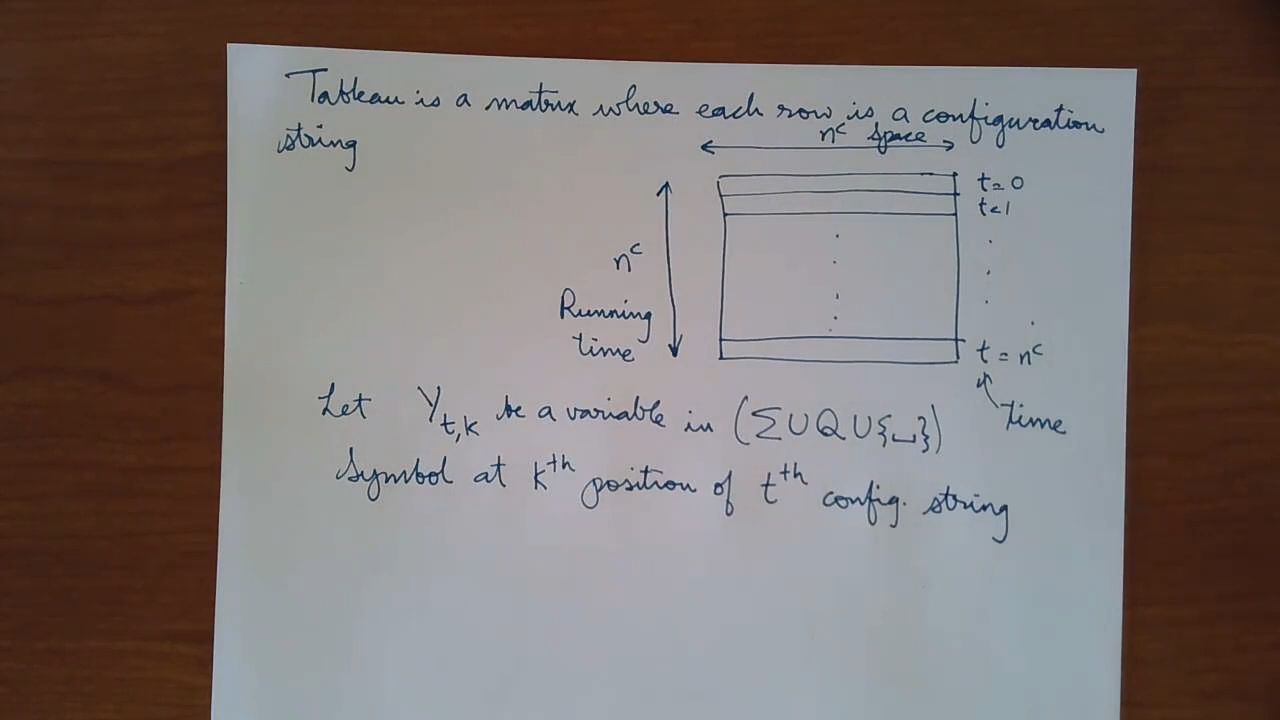 Tableau is a matrix where each row is a configuration
string
n^c space
t=0
t=1
n^c
Running
time
t = n^c
Time
Let Y_{t,k} be a variable in (Σ∪Q∪{␣})
Symbol at k^th position of t^th config. string